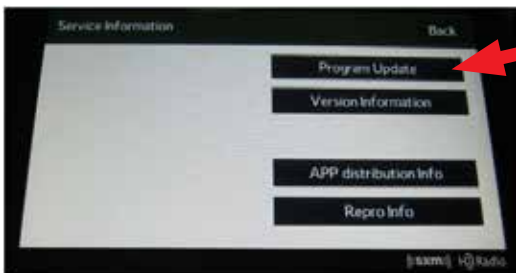 Service Information
Back
Program Update
Version Information
APP distribution Info
Repro Info
sxm HD Radio